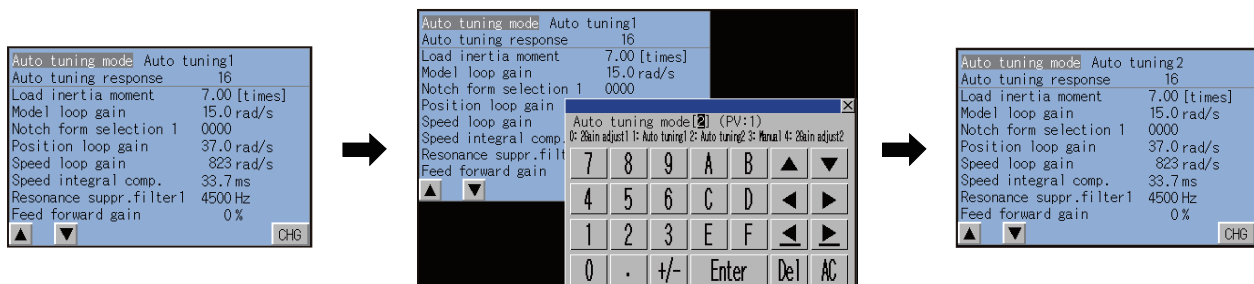 Auto tuning mode Auto tuning1
Auto tuning response 16
Load inertia moment 7.00 [times]
Model loop gain 15.0 rad/s
Notch form selection 1 0000
Position loop gain 37.0 rad/s
Speed loop gain 823 rad/s
Speed integral comp. 33.7 ms
Resonance suppr.filter1 4500 Hz
Feed forward gain 0 %
▲ ▼ CHG
Auto tuning mode Auto tuning1
Auto tuning response 16
Load inertia moment 7.00 [times]
Model loop gain 15.0 rad/s
Notch form selection 1 0000
Position loop gain
Speed loop gain
Speed integral comp.
Resonance suppr.filt
Feed forward gain
▲ ▼
Auto tuning mode[2] (PV:1)
0: 2Gain adjust1 1: Auto tuning1 2: Auto tuning2 3: Manual 4: 2Gain adjust2
7 8 9 A B ▲ ▼
4 5 6 C D ◀ ▶
1 2 3 E F ◀ ▶
0 . +/- Enter Del AC
Auto tuning mode Auto tuning2
Auto tuning response 16
Load inertia moment 7.00 [times]
Model loop gain 15.0 rad/s
Notch form selection 1 0000
Position loop gain 37.0 rad/s
Speed loop gain 823 rad/s
Speed integral comp. 33.7 ms
Resonance suppr.filter1 4500 Hz
Feed forward gain 0 %
▲ ▼ CHG